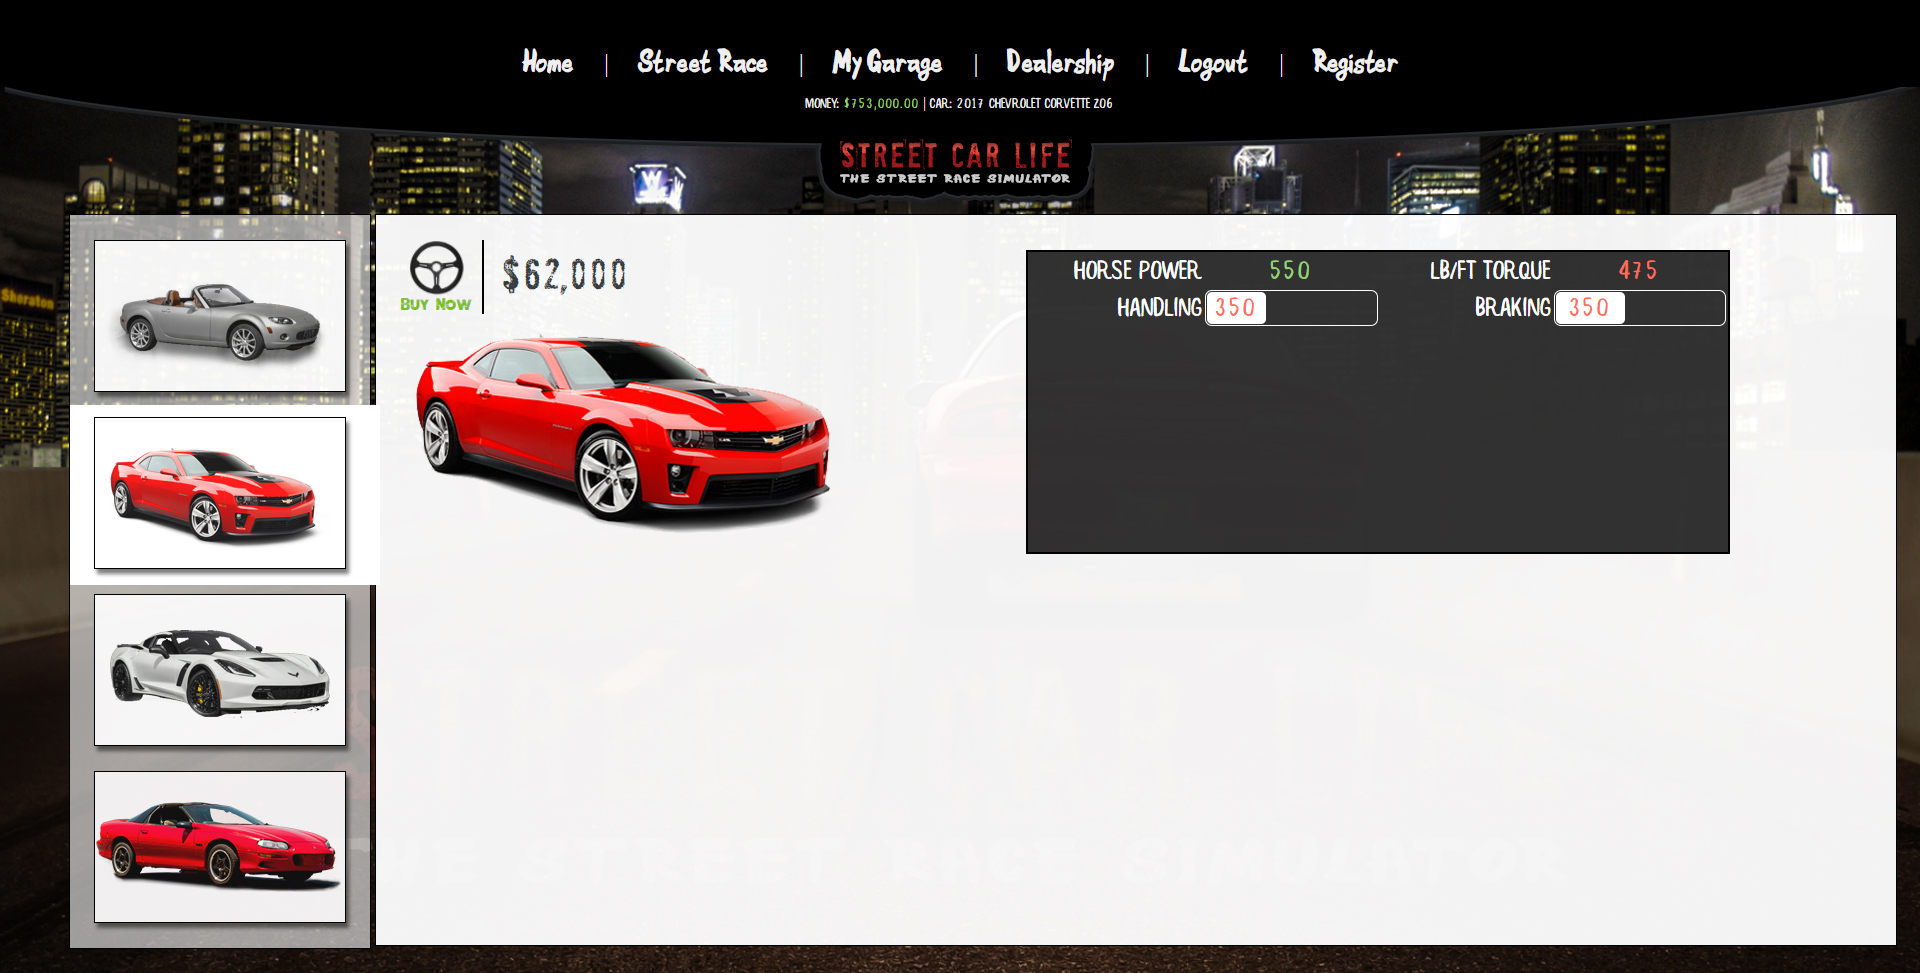 Home | Street Race | My Garage | Dealership | Logout | Register
MONEY: $753,000.00 | CAR: 2017 CHEVROLET CORVETTE Z06
STREET CAR LIFE
THE STREET RACE SIMULATOR
Sheraton
Buy Now
$62,000
HORSE POWER 550 LB/FT TORQUE 475
HANDLING 350 BRAKING 350
THE STREET RACE SIMULATOR